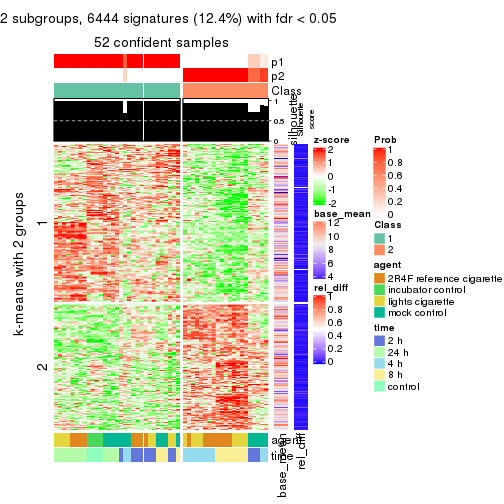 2 subgroups, 6444 signatures (12.4%) with fdr < 0.05
52 confident samples
p1
p2
Class
silhouette
Silhouette
score
1
0.5
0
k-means with 2 groups
1
2
agent
time
base_mean
rel_diff
z-score
2
1
0
-1
-2
base_mean
12
10
8
6
4
rel_diff
1
0.8
0.6
0.4
0.2
0
Prob
1
0.8
0.6
0.4
0.2
0
Class
1
2
agent
2R4F reference cigarette
incubator control
lights cigarette
mock control
time
2 h
24 h
4 h
8 h
control